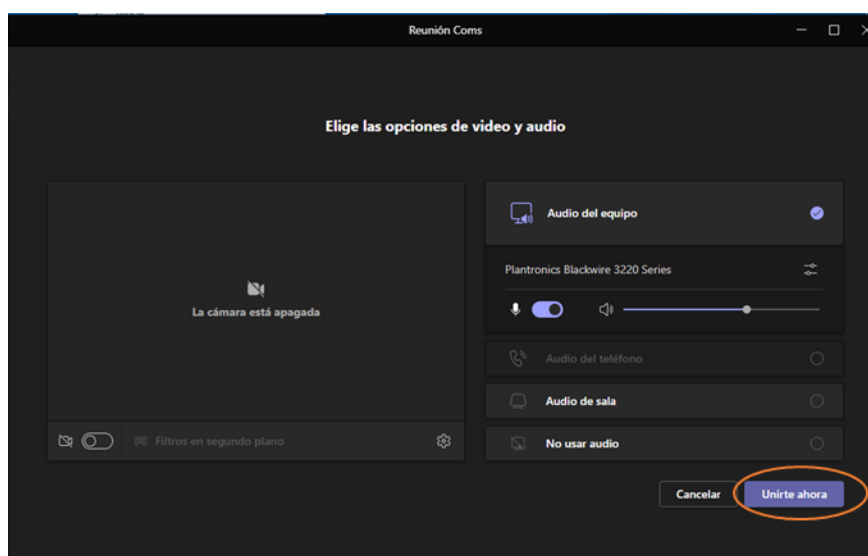 Reunión Coms
Elige las opciones de video y audio
Audio del equipo
Plantronics Blackwire 3220 Series
La cámara está apagada
Audio del teléfono
Audio de sala
Filtros en segundo plano
No usar audio
Cancelar
Unirte ahora